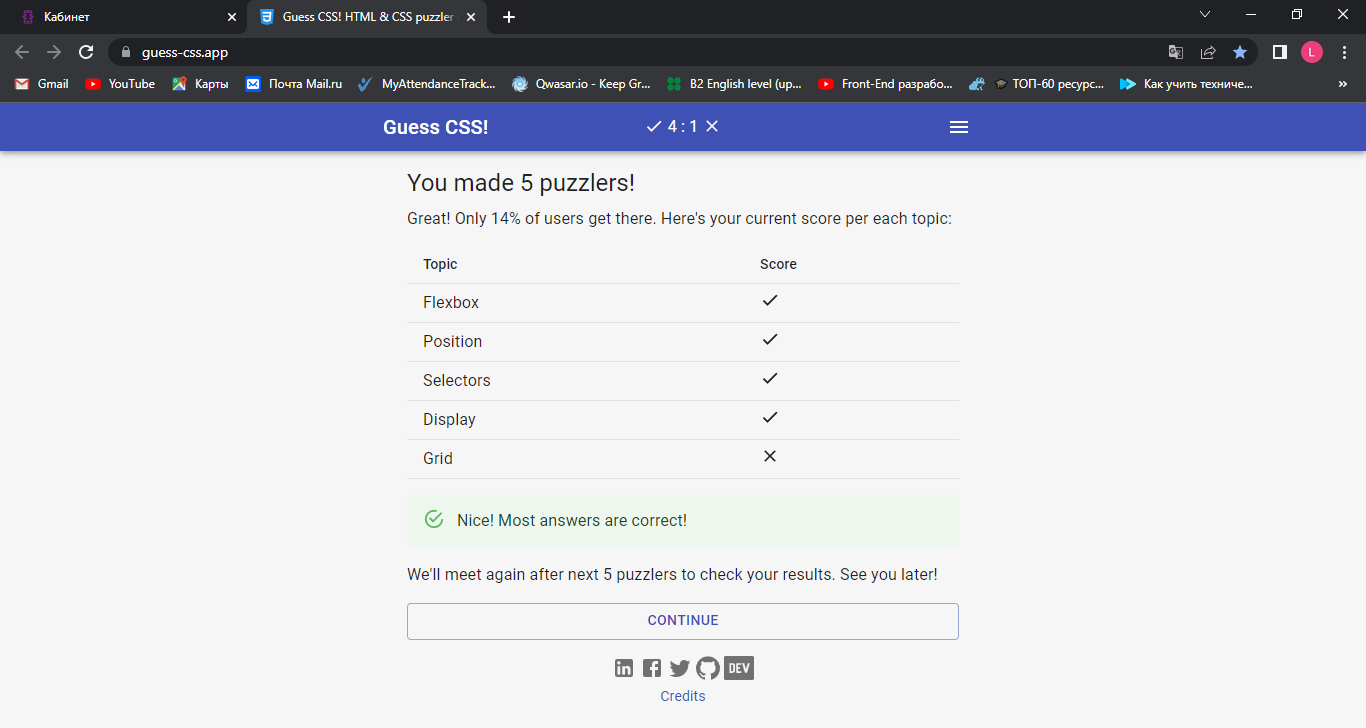 Кабинет
Guess CSS! HTML & CSS puzzler
guess-css.app
L
Gmail
YouTube
Карты
Почта Mail.ru
MyAttendanceTrack...
Qwasar.io - Keep Gr...
B2 English level (up...
Front-End разрабо...
ТОП-60 ресурс...
Как учить техниче...
»
Guess CSS!
4 : 1
You made 5 puzzlers!
Great! Only 14% of users get there. Here's your current score per each topic:
Topic Score
Flexbox
Position
Selectors
Display
Grid
Nice! Most answers are correct!
We'll meet again after next 5 puzzlers to check your results. See you later!
CONTINUE
DEV
Credits